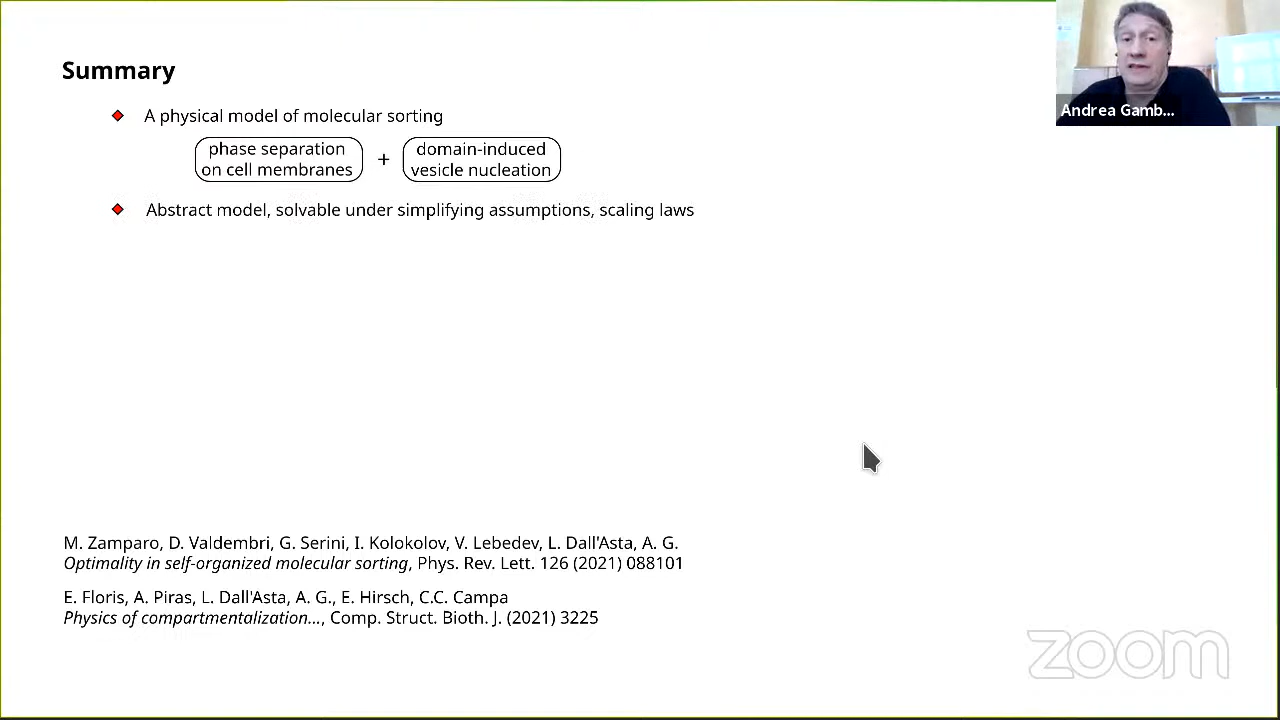 Summary
A physical model of molecular sorting
phase separation
on cell membranes
+
domain-induced
vesicle nucleation
Abstract model, solvable under simplifying assumptions, scaling laws
M. Zamparo, D. Valdembri, G. Serini, I. Kolokolov, V. Lebedev, L. Dall'Asta, A. G.
Optimality in self-organized molecular sorting, Phys. Rev. Lett. 126 (2021) 088101
E. Floris, A. Piras, L. Dall'Asta, A. G., E. Hirsch, C.C. Campa
Physics of compartmentalization..., Comp. Struct. Bioth. J. (2021) 3225
Andrea Gamb...
zoom